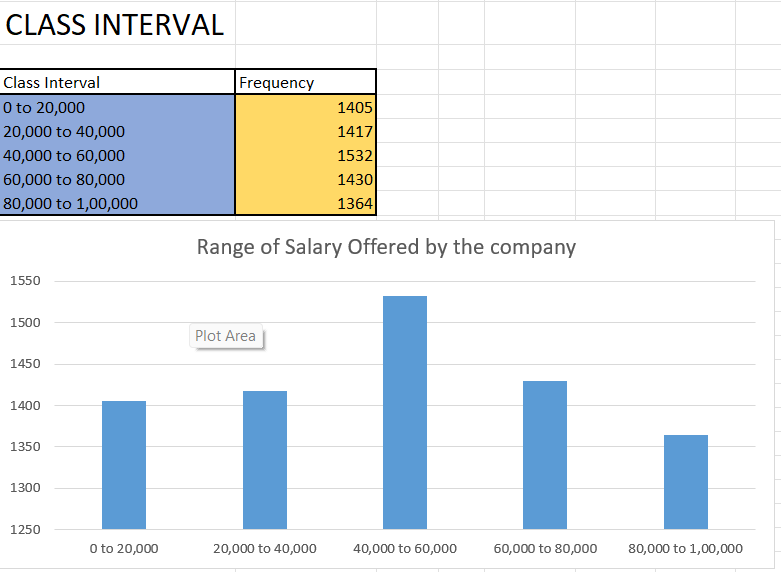 CLASS INTERVAL
Class Interval Frequency
0 to 20,000 1405
20,000 to 40,000 1417
40,000 to 60,000 1532
60,000 to 80,000 1430
80,000 to 1,00,000 1364
Range of Salary Offered by the company
1550
1500
Plot Area
1450
1400
1350
1300
1250
0 to 20,000 20,000 to 40,000 40,000 to 60,000 60,000 to 80,000 80,000 to 1,00,000